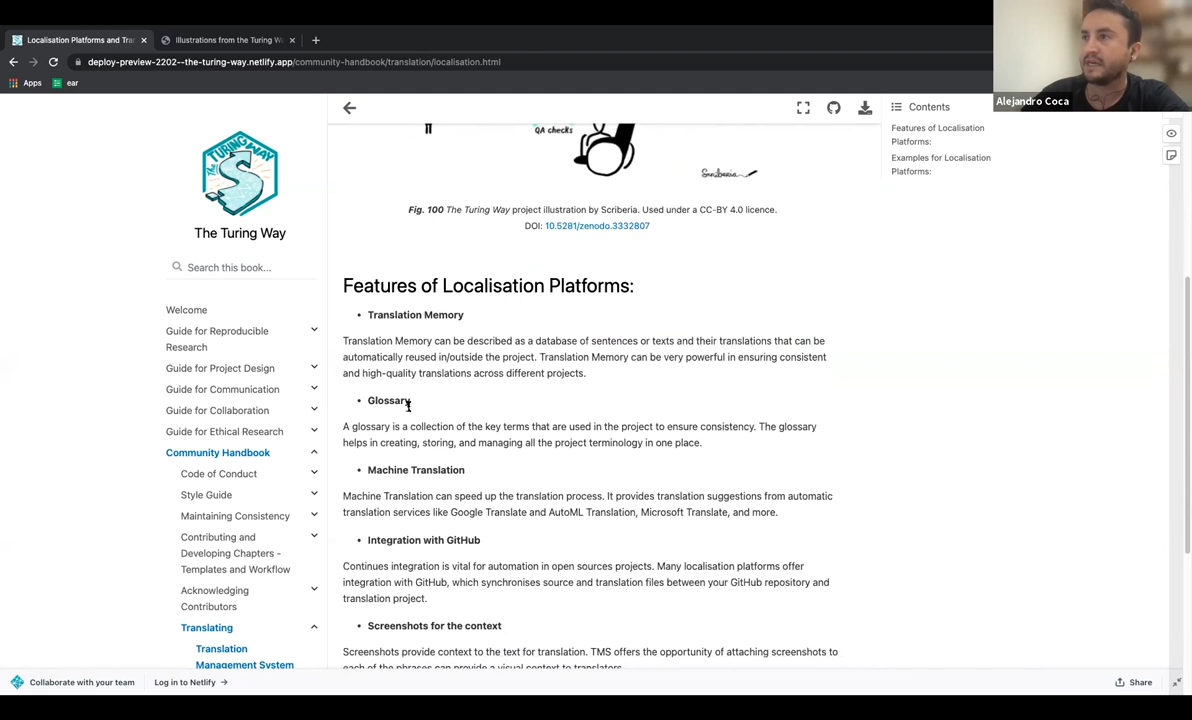 Localisation Platforms and Tra
Illustrations from the Turing W
deploy-preview-2202--the-turing-way.netlify.app/community-handbook/translation/localisation.html
Apps
ear
Alejandro Coca
THE TURING WAY
The Turing Way
Search this book...
Welcome
Guide for Reproducible
Research
Guide for Project Design
Guide for Communication
Guide for Collaboration
Guide for Ethical Research
Community Handbook
Code of Conduct
Style Guide
Maintaining Consistency
Contributing and
Developing Chapters -
Templates and Workflow
Acknowledging
Contributors
Translating
Translation
Management System
QA checks
Scriberia
Fig. 100 The Turing Way project illustration by Scriberia. Used under a CC-BY 4.0 licence.
DOI: 10.5281/zenodo.3332807
Features of Localisation Platforms:
• Translation Memory
Translation Memory can be described as a database of sentences or texts and their translations that can be
automatically reused in/outside the project. Translation Memory can be very powerful in ensuring consistent
and high-quality translations across different projects.
• Glossary
A glossary is a collection of the key terms that are used in the project to ensure consistency. The glossary
helps in creating, storing, and managing all the project terminology in one place.
• Machine Translation
Machine Translation can speed up the translation process. It provides translation suggestions from automatic
translation services like Google Translate and AutoML Translation, Microsoft Translate, and more.
• Integration with GitHub
Continues integration is vital for automation in open sources projects. Many localisation platforms offer
integration with GitHub, which synchronises source and translation files between your GitHub repository and
translation project.
• Screenshots for the context
Screenshots provide context to the text for translation. TMS offers the opportunity of attaching screenshots to
each of the phrases can provide a visual context to translators.
Contents
Features of Localisation
Platforms:
Examples for Localisation
Platforms:
Collaborate with your team
Log in to Netlify →
Share